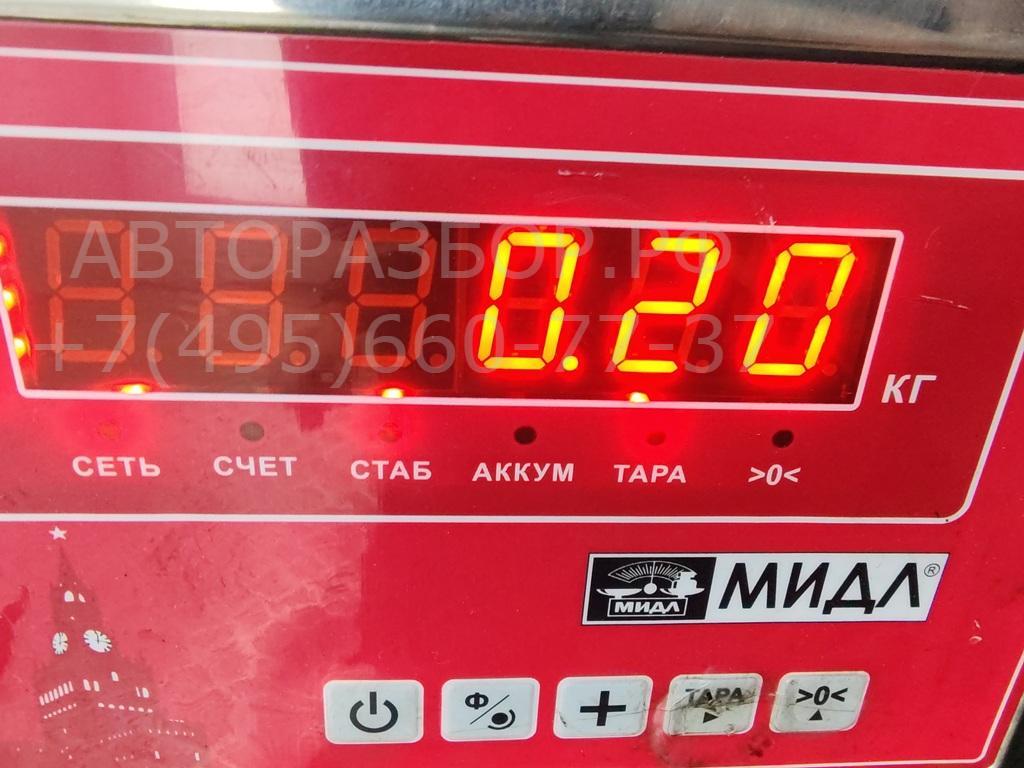 АВТОРАЗБОР.РФ
+7(495)660-77-37
0.20
КГ
СЕТЬ СЧЕТ СТАБ АККУМ ТАРА >0<
МИДЛ МИДЛ®
Ф + ТАРА >0<